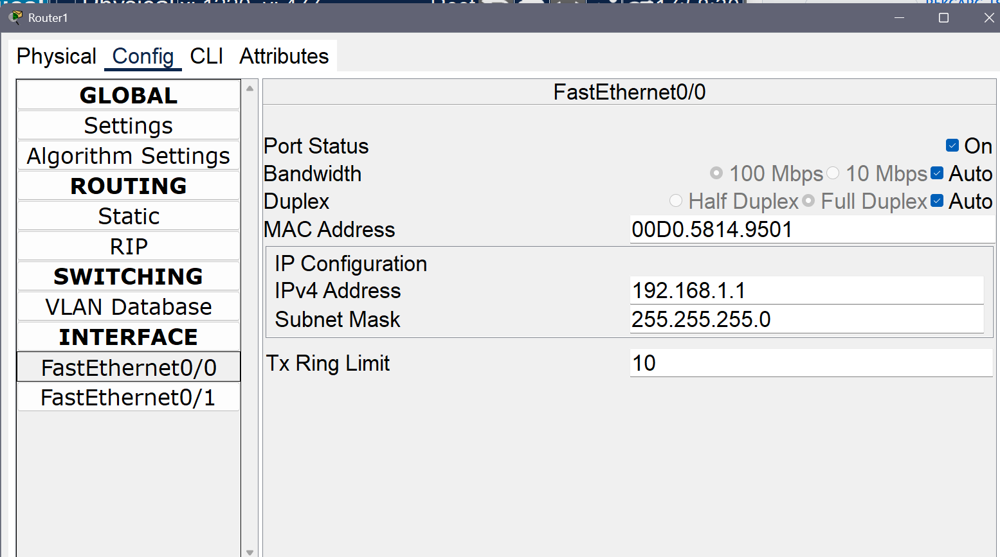 Router1
Physical Config CLI Attributes
GLOBAL
Settings
Algorithm Settings
ROUTING
Static
RIP
SWITCHING
VLAN Database
INTERFACE
FastEthernet0/0
FastEthernet0/1
FastEthernet0/0
Port Status On
Bandwidth 100 Mbps 10 Mbps Auto
Duplex Half Duplex Full Duplex Auto
MAC Address 00D0.5814.9501
IP Configuration
IPv4 Address 192.168.1.1
Subnet Mask 255.255.255.0
Tx Ring Limit 10